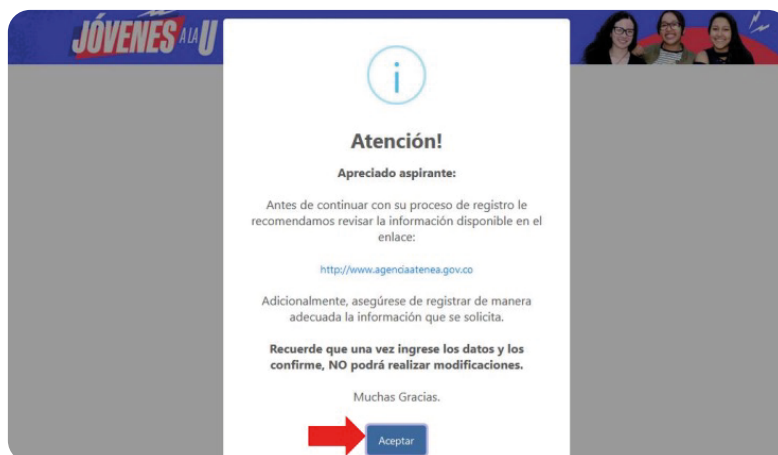 JÓVENES A LA U
i
Atención!
Apreciado aspirante:
Antes de continuar con su proceso de registro le
recomendamos revisar la información disponible en el
enlace:
http://www.agenciaatenea.gov.co
Adicionalmente, asegúrese de registrar de manera
adecuada la información que se solicita.
Recuerde que una vez ingrese los datos y los
confirme, NO podrá realizar modificaciones.
Muchas Gracias.
Aceptar